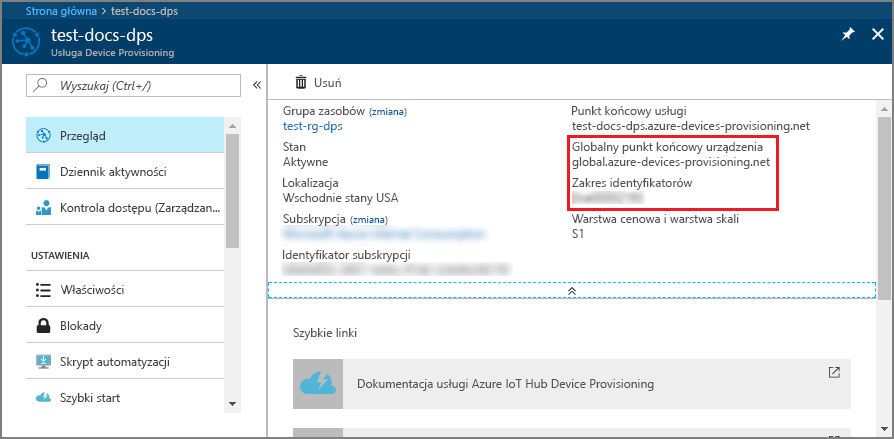 Strona główna > test-docs-dps
test-docs-dps
Usługa Device Provisioning
Wyszukaj (Ctrl+/)
Przegląd
Dziennik aktywności
Kontrola dostępu (Zarządzan...
USTAWIENIA
Właściwości
Blokady
Skrypt automatyzacji
Szybki start
Usuń
Grupa zasobów (zmiana)
test-rg-dps
Stan
Aktywne
Lokalizacja
Wschodnie stany USA
Subskrypcja (zmiana)
Identyfikator subskrypcji
Punkt końcowy usługi
test-docs-dps.azure-devices-provisioning.net
Globalny punkt końcowy urządzenia
global.azure-devices-provisioning.net
Zakres identyfikatorów
Warstwa cenowa i warstwa skali
S1
Szybkie linki
Dokumentacja usługi Azure IoT Hub Device Provisioning